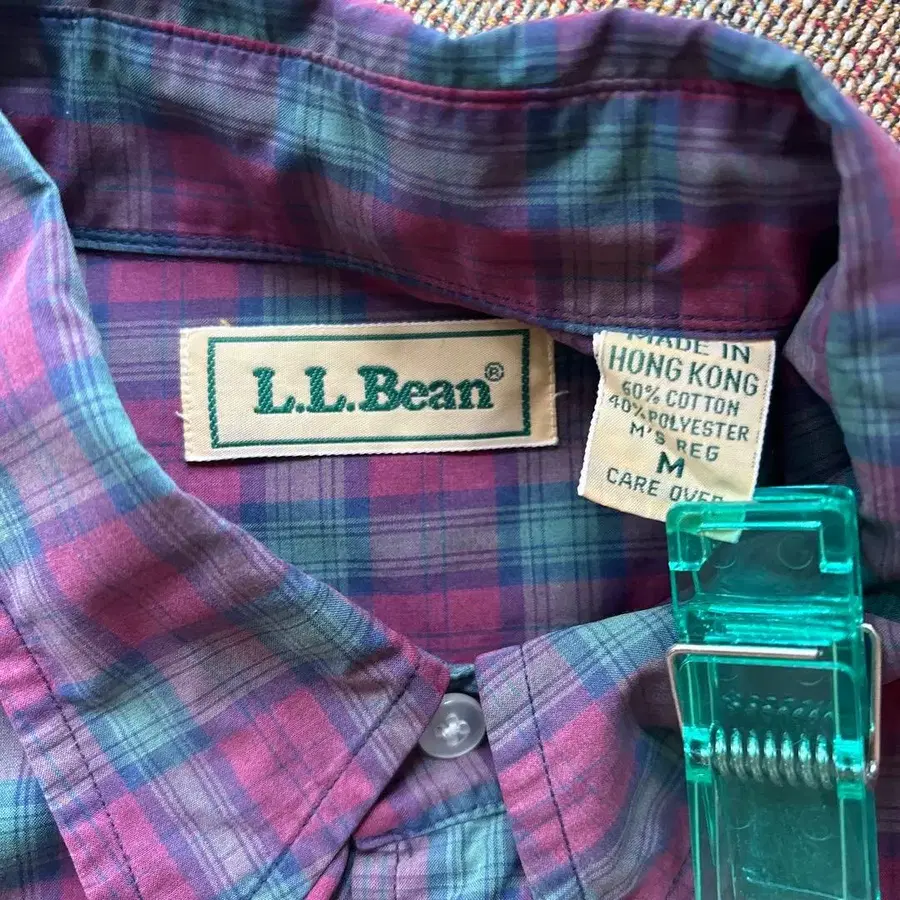 L.L.Bean®
MADE IN
HONG KONG
60% COTTON
40% POLYESTER
M'S REG
M
CARE OVER